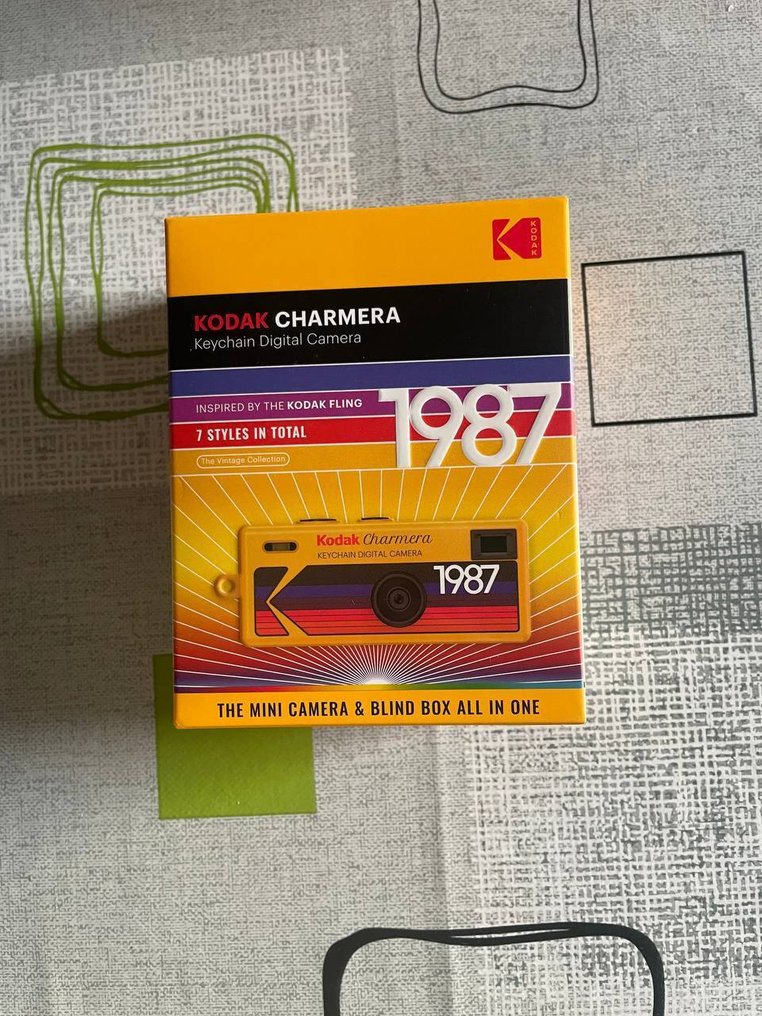 KODAK
KODAK CHARMERA
Keychain Digital Camera
INSPIRED BY THE KODAK FLING
1987
7 STYLES IN TOTAL
The Vintage Collection
Kodak Charmera
KEYCHAIN DIGITAL CAMERA
1987
THE MINI CAMERA & BLIND BOX ALL IN ONE